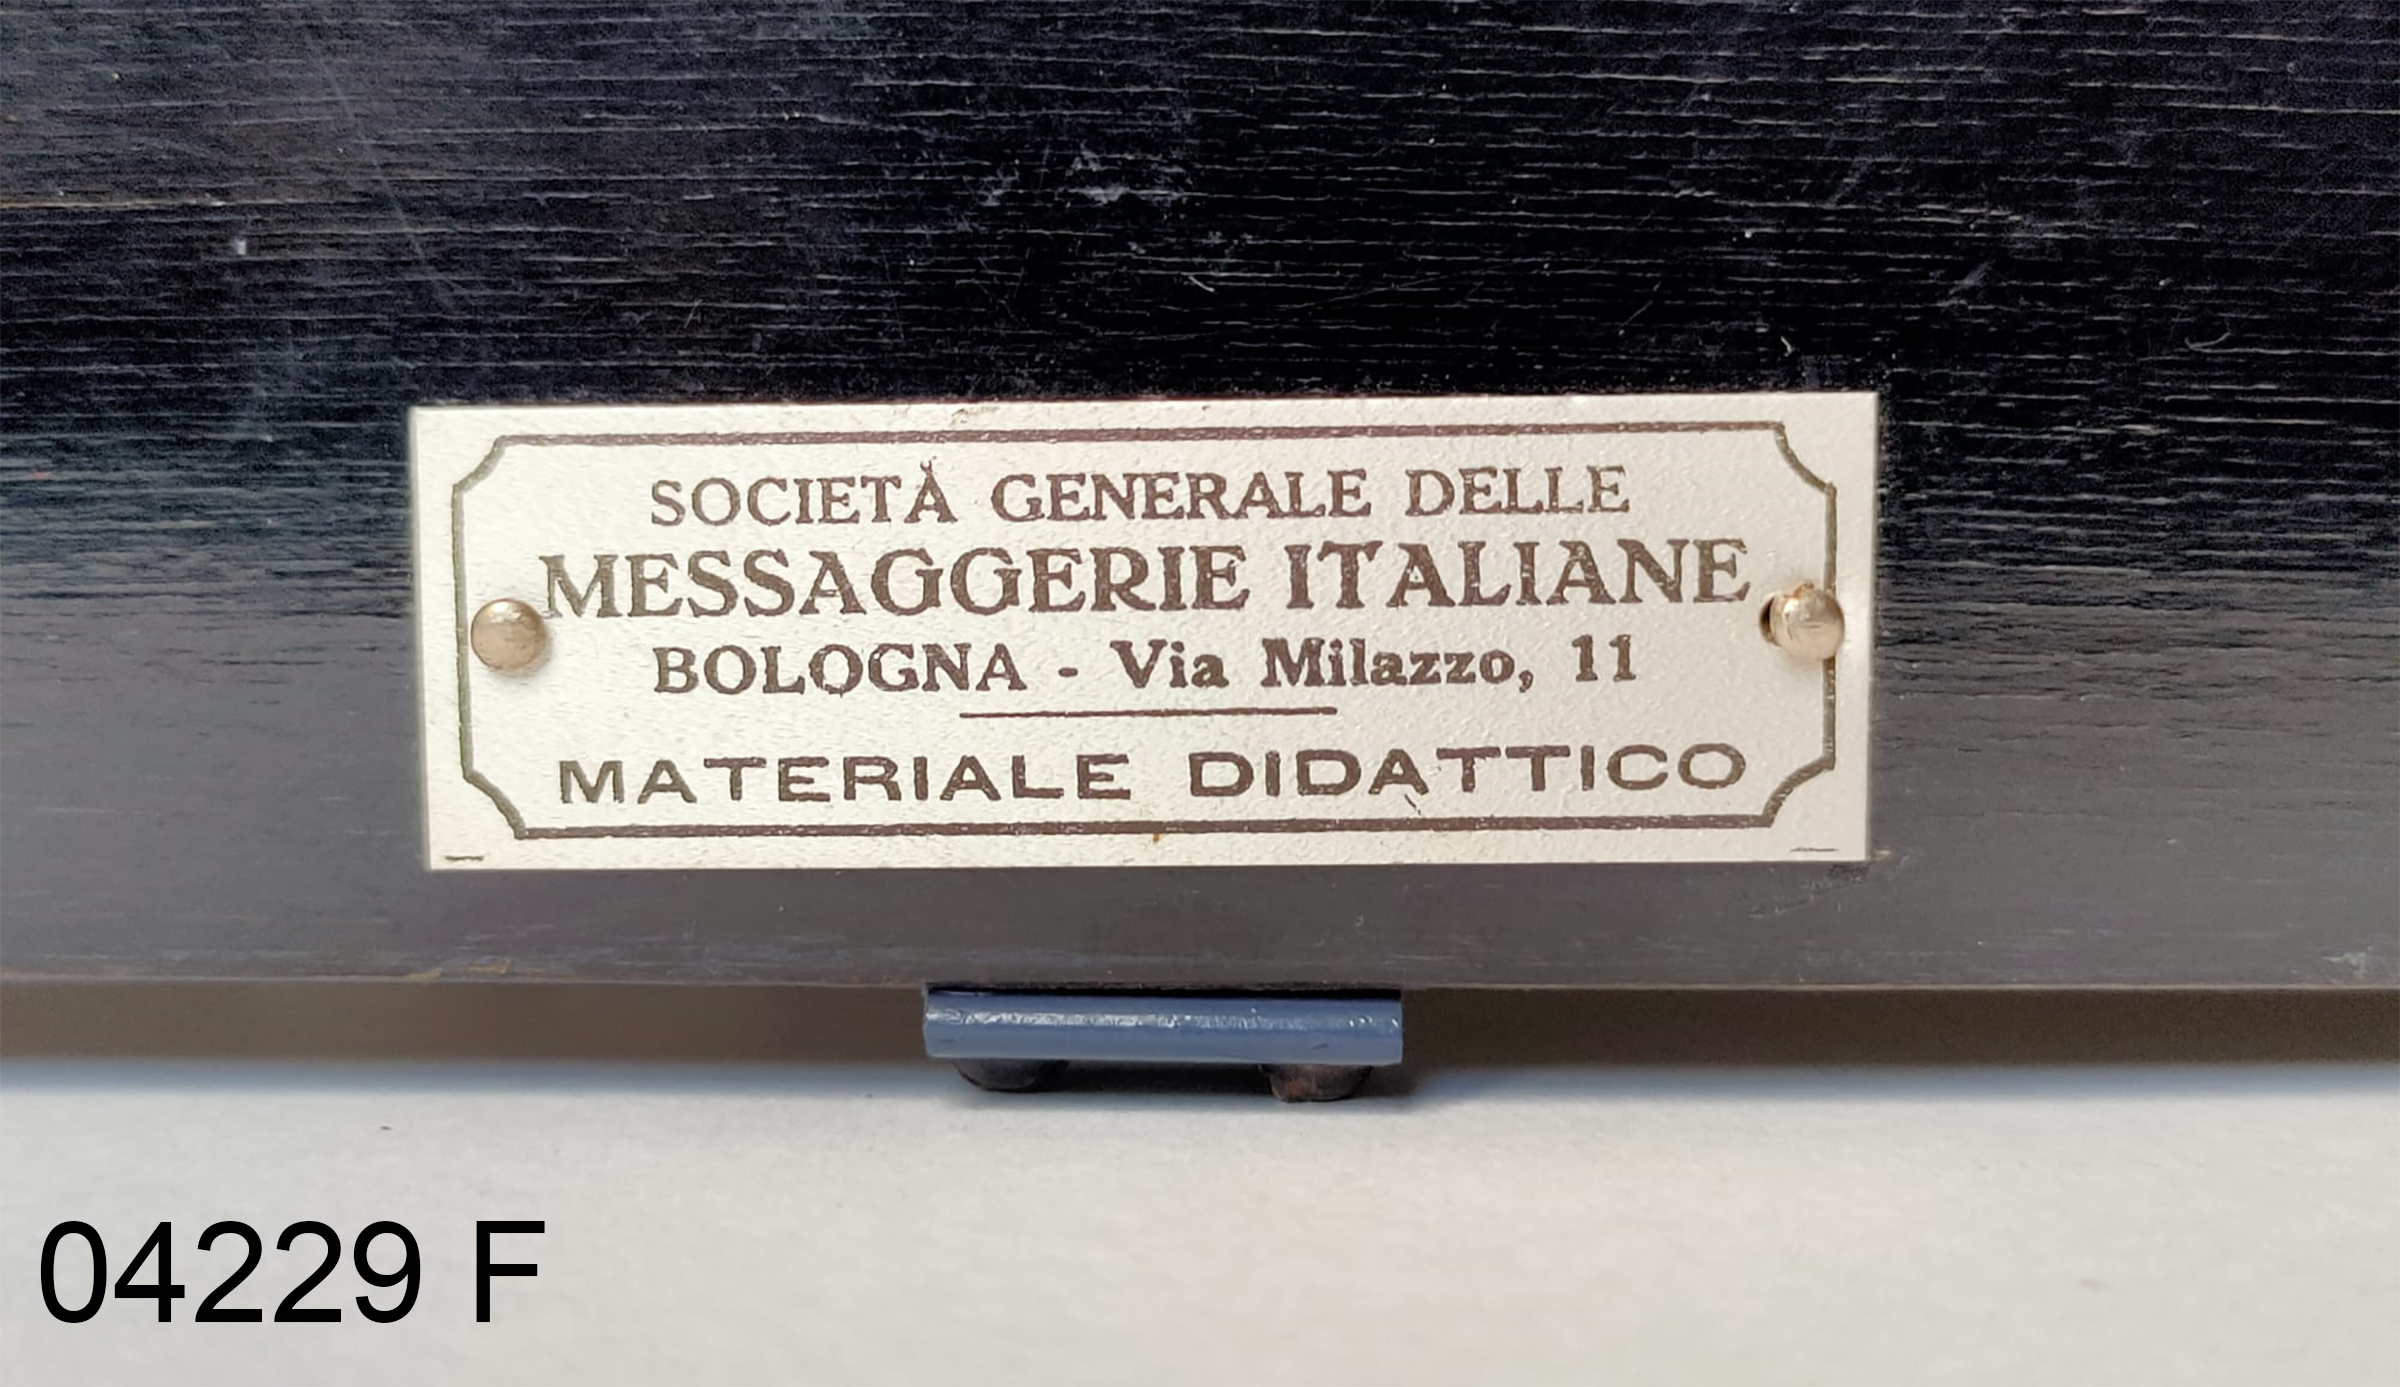 SOCIETÀ GENERALE DELLE
MESSAGGERIE ITALIANE
BOLOGNA - Via Milazzo, 11
MATERIALE DIDATTICO
04229 F